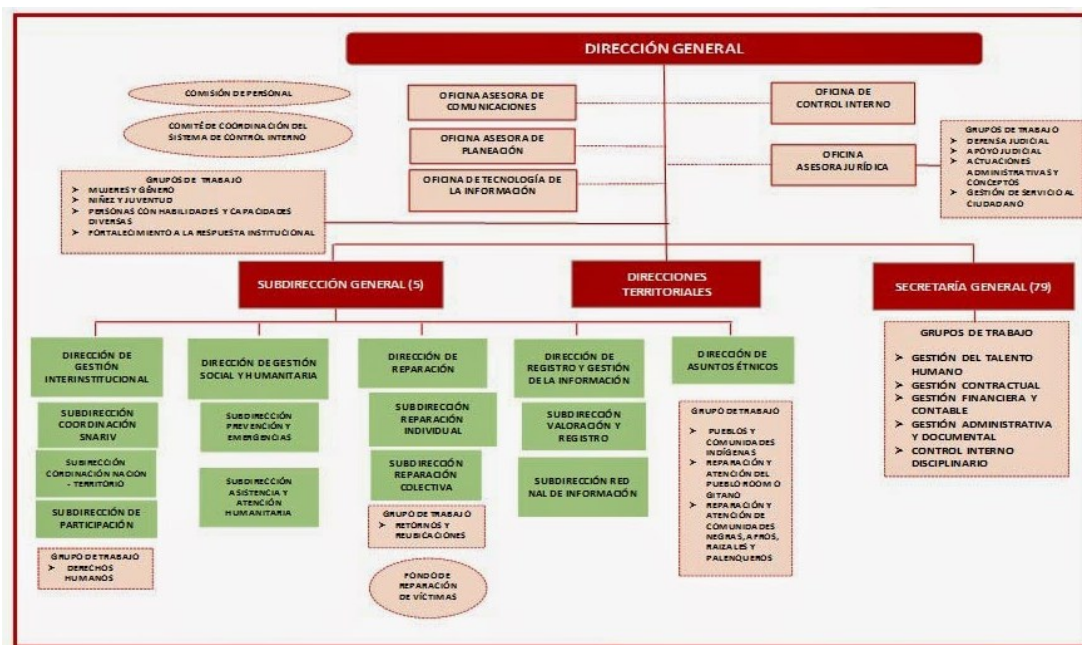 DIRECCIÓN GENERAL
COMISIÓN DE PERSONAL
COMITÉ DE COORDINACIÓN DEL
SISTEMA DE CONTROL INTERNO
OFICINA ASESORA DE
COMUNICACIONES
OFICINA DE
CONTROL INTERNO
OFICINA ASESORA
DE PLANEACIÓN
OFICINA
ASESORA JURÍDICA
OFICINA DE TECNOLOGÍA DE
LA INFORMACIÓN
GRUPOS DE TRABAJO
➢ DEFENSA JUDICIAL
➢ APOYO JUDICIAL
➢ ACTUACIONES
ADMINISTRATIVAS Y
CONCEPTOS
➢ GESTIÓN DE SERVICIO AL
CIUDADANO
GRUPOS DE TRABAJO
➢ MUJERES Y GÉNERO
➢ NIÑEZ Y JUVENTUD
➢ PERSONAS CON HABILIDADES Y CAPACIDADES
DIVERSAS
➢ FORTALECIMIENTO A LA RESPUESTA INSTITUCIONAL
SUBDIRECCIÓN GENERAL (5)
DIRECCIONES
TERRITORIALES
SECRETARÍA GENERAL (79)
DIRECCIÓN DE
GESTIÓN
INTERINSTITUCIONAL
SUBDIRECCIÓN
COORDINACIÓN
SNARIV
SUBIRECCIÓN
CORDINACIÓN NACIÓN
- TERRITORIO
SUBDIRECCIÓN DE
PARTICIPACIÓN
GRUPO DE TRABAJO
➢ DERECHOS
HUMANOS
DIRECCIÓN DE GESTIÓN
SOCIAL Y HUMANITARIA
SUBDIRECCIÓN
PREVENCIÓN Y
EMERGENCIAS
SUBDIRECCIÓN
ASISTENCIA Y
ATENCIÓN
HUMANITARIA
DIRECCIÓN DE
REPARACIÓN
SUBDIRECCIÓN
REPARACIÓN
INDIVIDUAL
SUBDIRECCIÓN
REPARACIÓN
COLECTIVA
GRUPO DE TRABAJO
➢ RETORNOS Y
REUBICACIONES
FONDO DE
REPARACIÓN
DE VÍCTIMAS
DIRECCIÓN DE
REGISTRO Y GESTIÓN
DE LA INFORMACIÓN
SUBDIRECCIÓN
VALORACIÓN Y
REGISTRO
SUBDIRECCIÓN RED
NAL DE INFORMACIÓN
DIRECCIÓN DE
ASUNTOS ÉTNICOS
GRUPO DE TRABAJO
➢ PUEBLOS Y
COMUNIDADES
INDÍGENAS
➢ REPARACIÓN Y
ATENCIÓN DEL
PUEBLO ROOM O
GITANO
➢ REPARACIÓN Y
ATENCIÓN DE
COMUNIDADES
NEGRAS, AFROS,
RAIZALES Y
PALENQUEROS
GRUPOS DE TRABAJO
➢ GESTIÓN DEL TALENTO
HUMANO
➢ GESTIÓN CONTRACTUAL
➢ GESTIÓN FINANCIERA Y
CONTABLE
➢ GESTIÓN ADMINISTRATIVA
Y DOCUMENTAL
➢ CONTROL INTERNO
DISCIPLINARIO